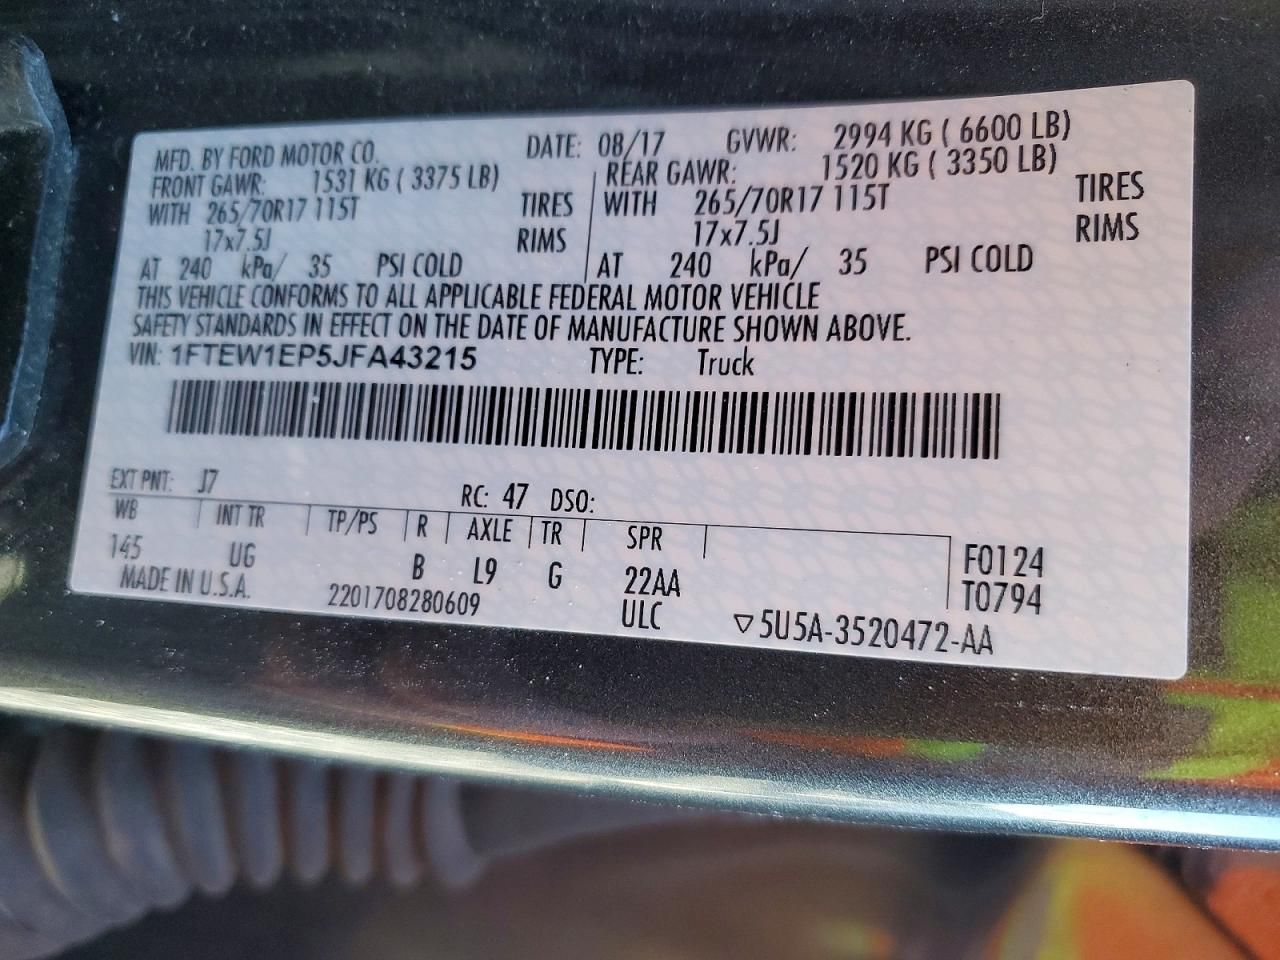 MFD. BY FORD MOTOR CO. DATE: 08/17 GVWR: 2994 KG ( 6600 LB)
FRONT GAWR: 1531 KG ( 3375 LB) REAR GAWR: 1520 KG ( 3350 LB)
WITH 265/70R17 115T TIRES WITH 265/70R17 115T TIRES
17x7.5J RIMS 17x7.5J RIMS
AT 240 kPa/ 35 PSI COLD AT 240 kPa/ 35 PSI COLD
THIS VEHICLE CONFORMS TO ALL APPLICABLE FEDERAL MOTOR VEHICLE
SAFETY STANDARDS IN EFFECT ON THE DATE OF MANUFACTURE SHOWN ABOVE.
VIN: 1FTEW1EP5JFA43215 TYPE: Truck
EXT PNT: J7 RC: 47 DSO:
WB INT TR TP/PS R AXLE TR SPR
145 UG B L9 G 22AA F0124
MADE IN U.S.A. 2201708280609 ULC T0794
▽5U5A-3520472-AA